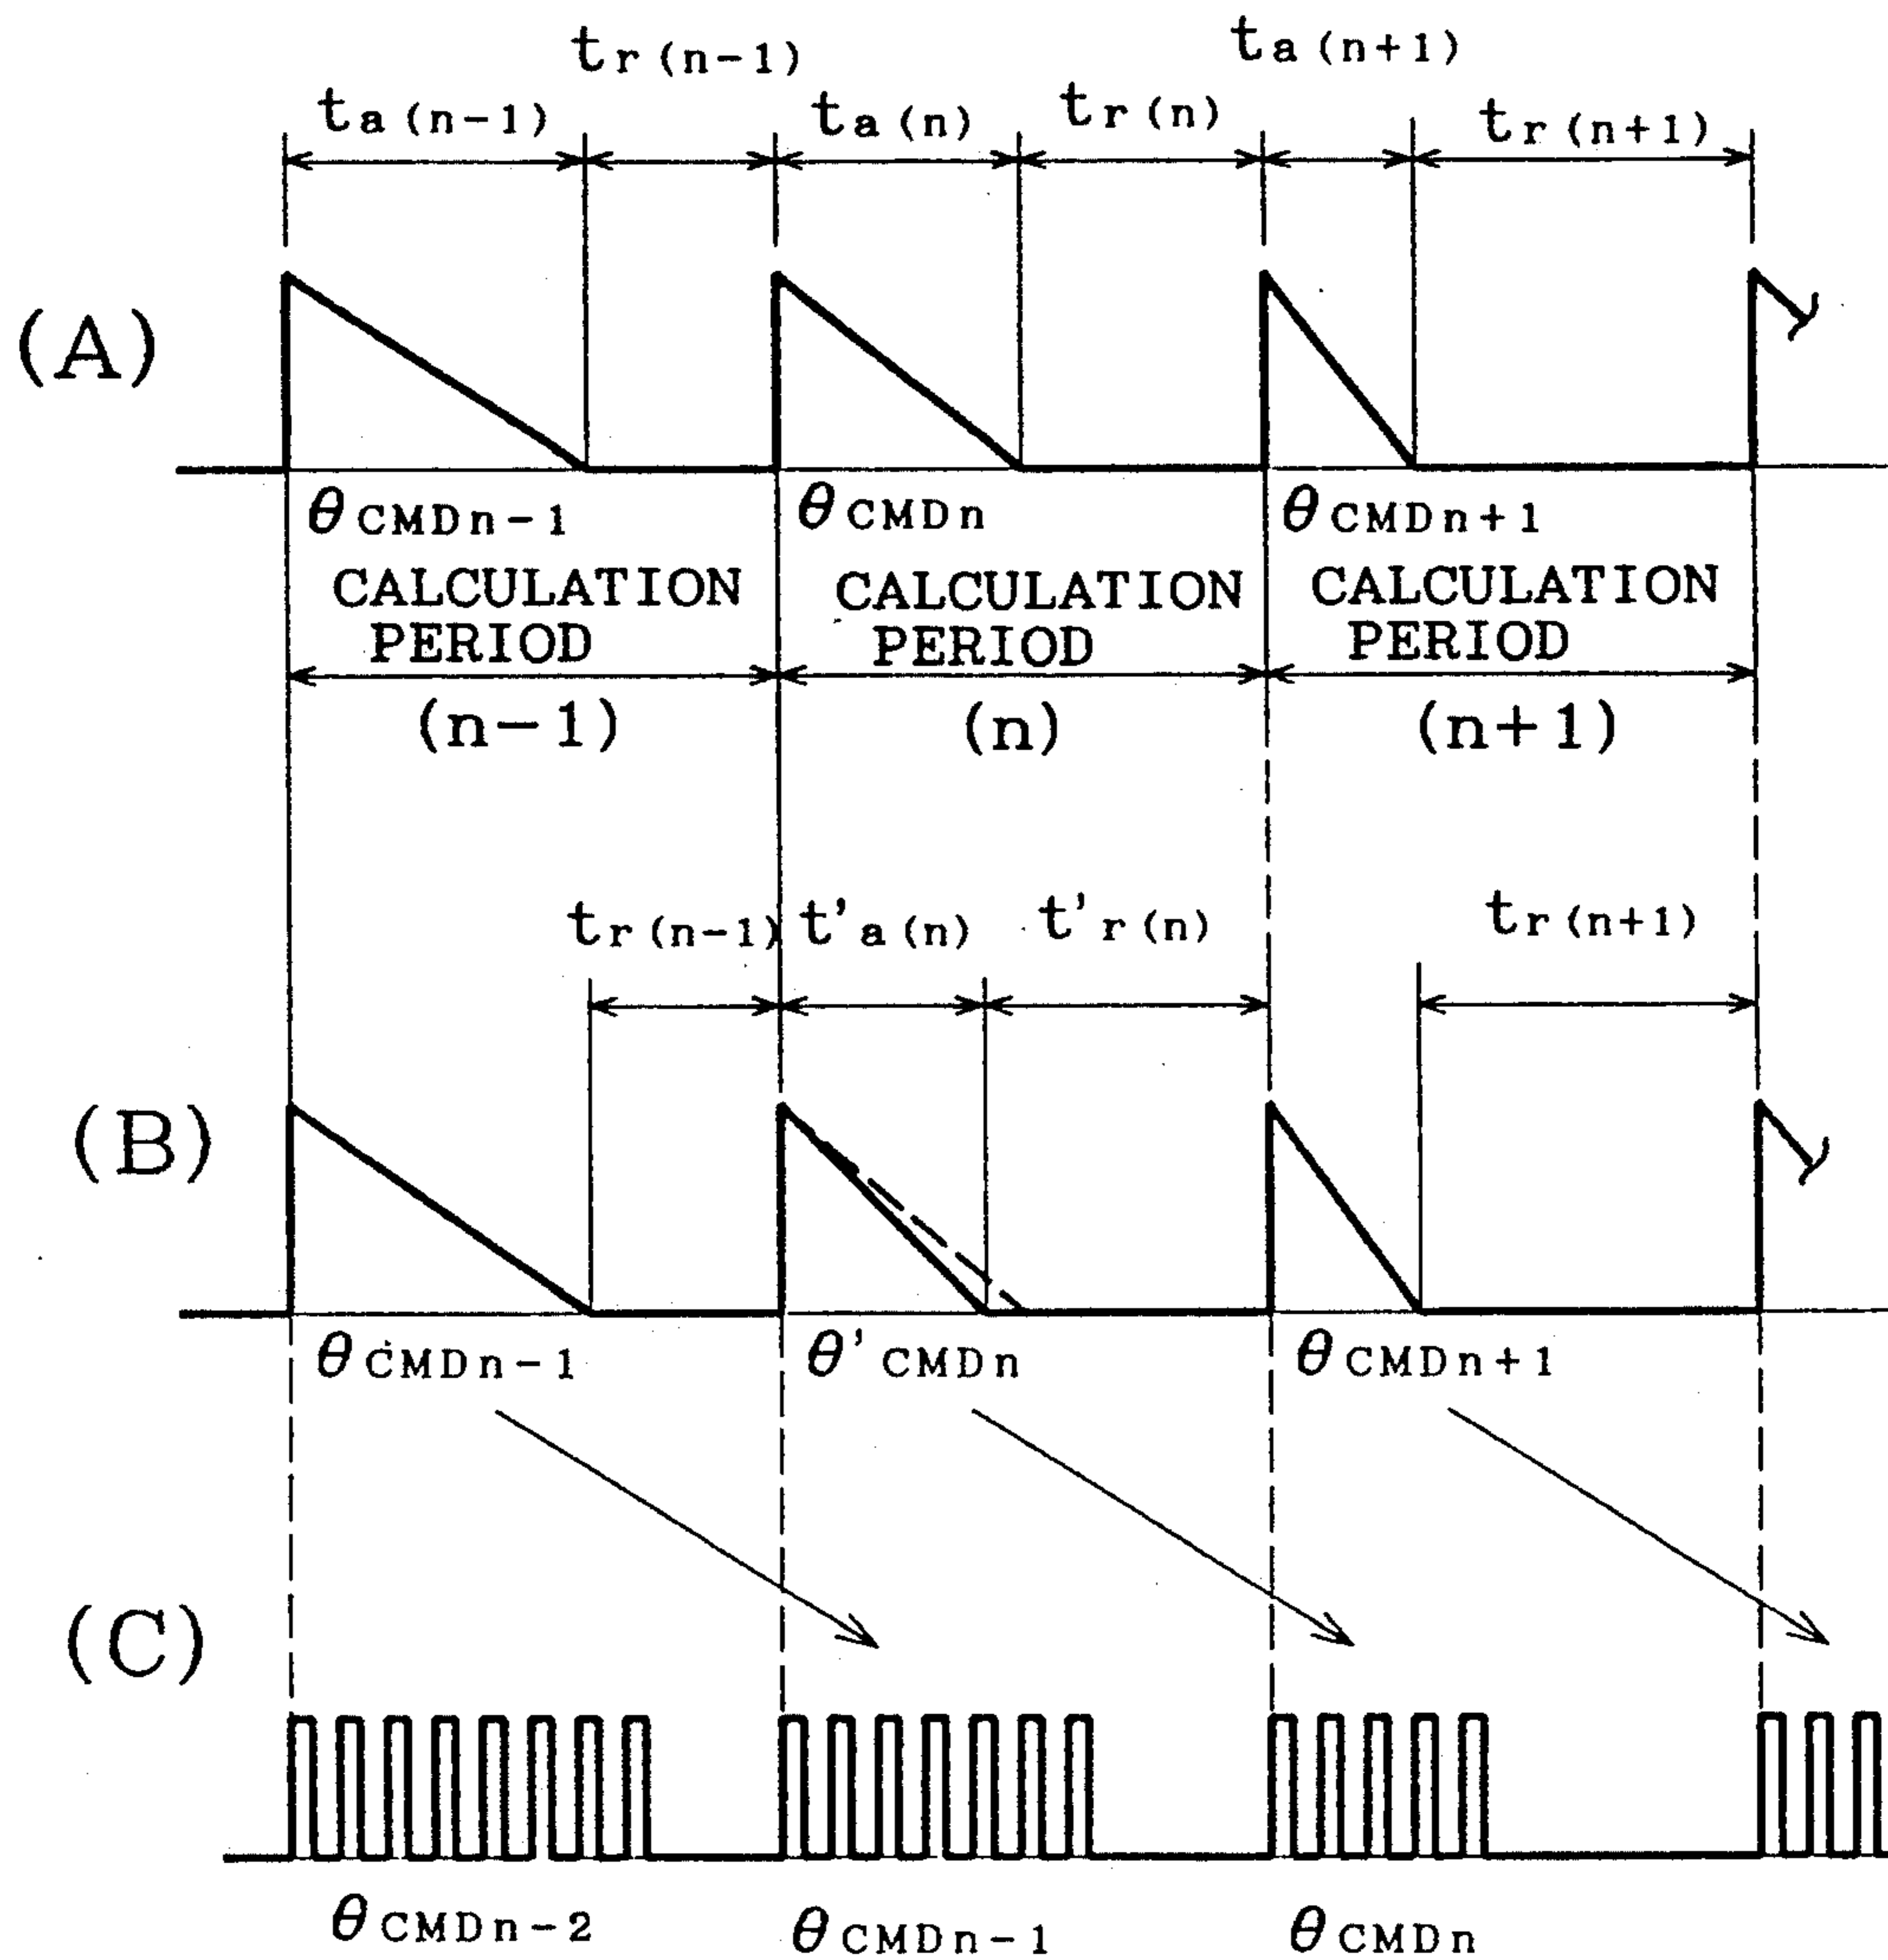 tr(n-1) ta(n+1)
ta(n-1) ta(n) tr(n) tr(n+1)
(A)
θCMDn-1 θCMDn θCMDn+1
CALCULATION CALCULATION CALCULATION
PERIOD PERIOD PERIOD
(n-1) (n) (n+1)
tr(n-1) t'a(n) t'r(n) tr(n+1)
(B)
θCMDn-1 θ'CMDn θCMDn+1
(C)
θCMDn-2 θCMDn-1 θCMDn